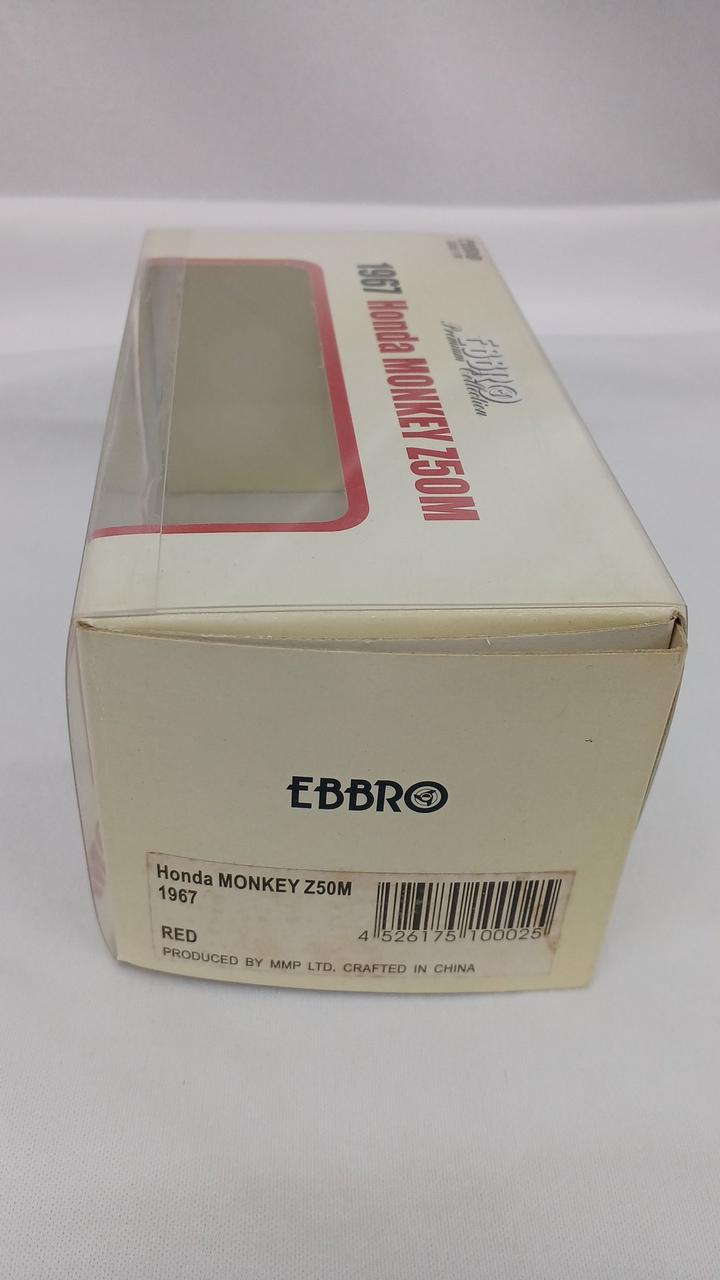 1967 Honda MONKEY Z50M
EBBRO
Premium Collection
EBBRO
Honda MONKEY Z50M
1967
RED
4 526175 100025
PRODUCED BY MMP LTD. CRAFTED IN CHINA